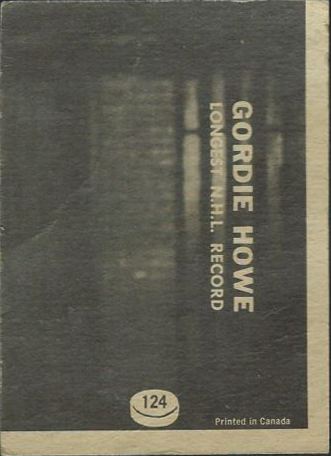 GORDIE HOWE
LONGEST N.H.L. RECORD
124
Printed in Canada